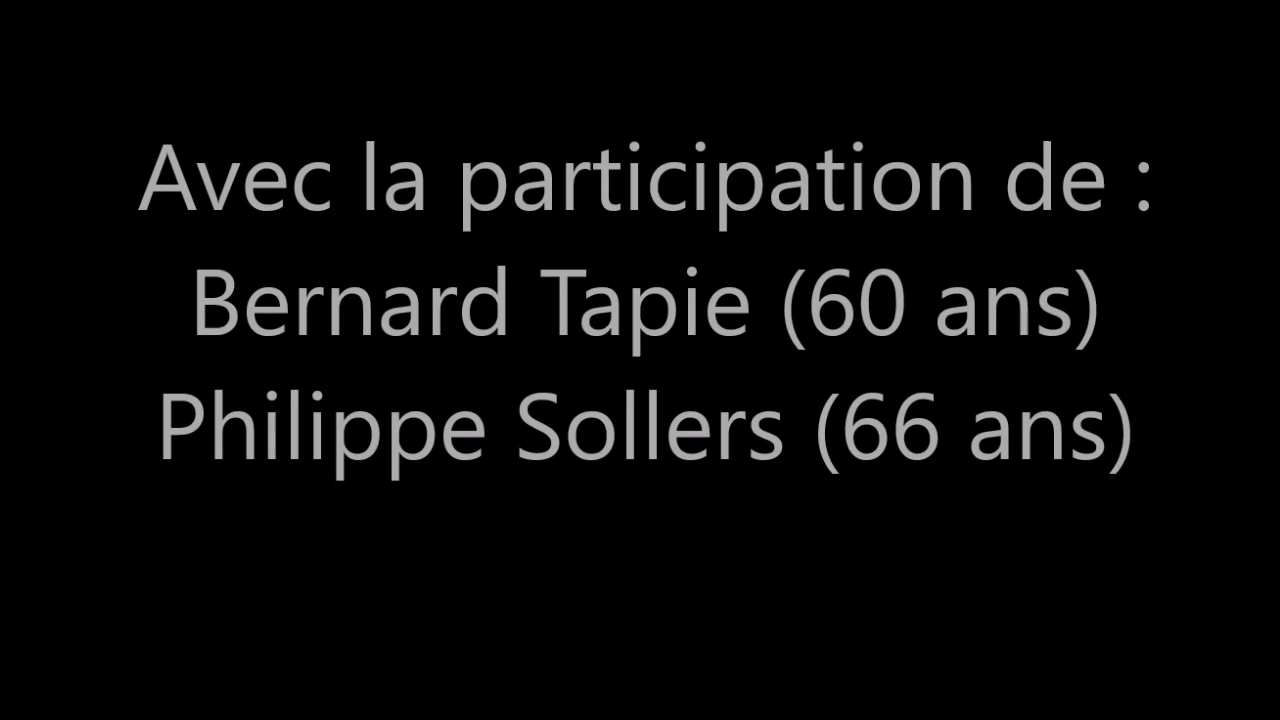 Avec la participation de :
Bernard Tapie (60 ans)
Philippe Sollers (66 ans)